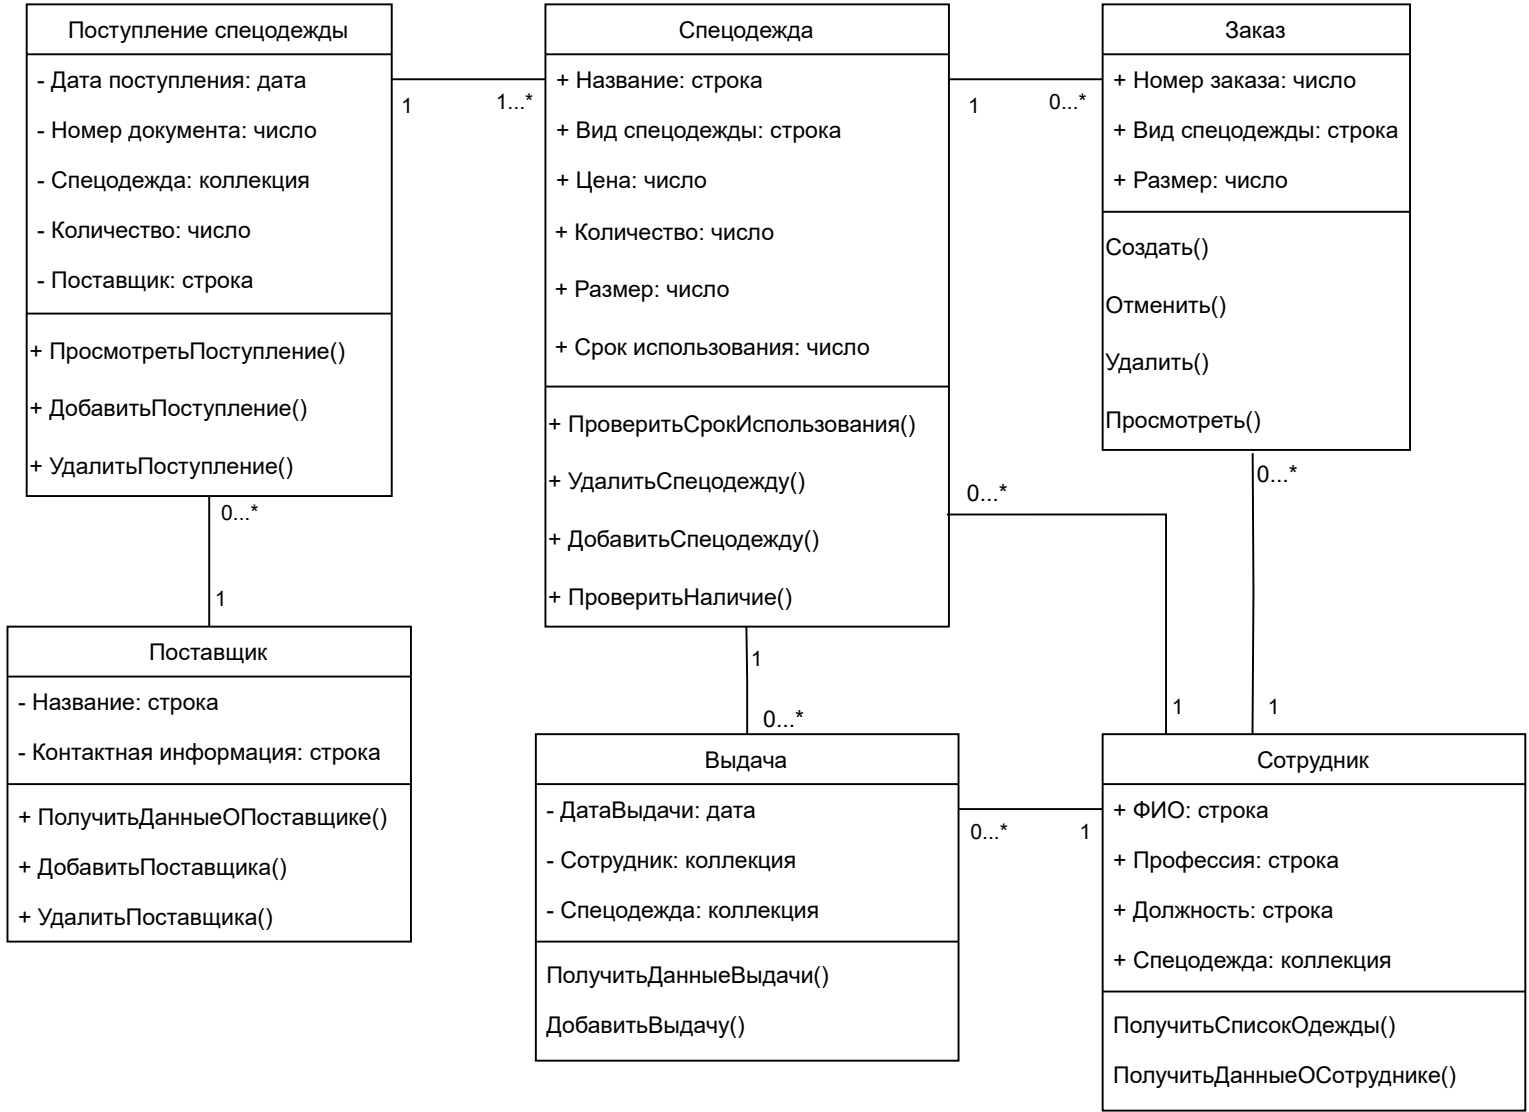 Поступление спецодежды
- Дата поступления: дата
- Номер документа: число
- Спецодежда: коллекция
- Количество: число
- Поставщик: строка
+ ПросмотретьПоступление()
+ ДобавитьПоступление()
+ УдалитьПоступление()
1
1...*
Спецодежда
+ Название: строка
+ Вид спецодежды: строка
+ Цена: число
+ Количество: число
+ Размер: число
+ Срок использования: число
+ ПроверитьСрокИспользования()
+ УдалитьСпецодежду()
+ ДобавитьСпецодежду()
+ ПроверитьНаличие()
1
0...*
Заказ
+ Номер заказа: число
+ Вид спецодежды: строка
+ Размер: число
Создать()
Отменить()
Удалить()
Просмотреть()
0...*
0...*
0...*
1
Поставщик
- Название: строка
- Контактная информация: строка
+ ПолучитьДанныеОПоставщике()
+ ДобавитьПоставщика()
+ УдалитьПоставщика()
1
0...*
1
1
Выдача
- ДатаВыдачи: дата
- Сотрудник: коллекция
- Спецодежда: коллекция
ПолучитьДанныеВыдачи()
ДобавитьВыдачу()
0...*
1
Сотрудник
+ ФИО: строка
+ Профессия: строка
+ Должность: строка
+ Спецодежда: коллекция
ПолучитьСписокОдежды()
ПолучитьДанныеОСотруднике()